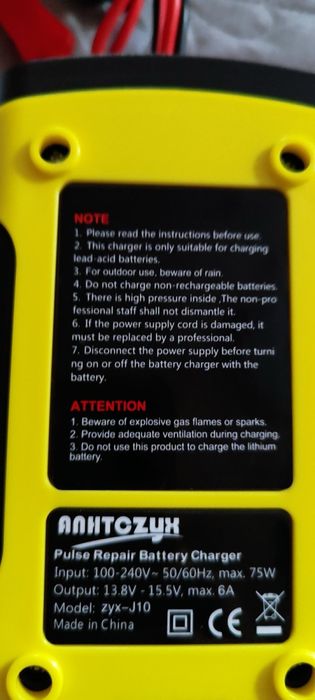 NOTE
1. Please read the instructions before use.
2. This charger is only suitable for charging
lead-acid batteries.
3. For outdoor use, beware of rain.
4. Do not charge non-rechargeable batteries.
5. There is high pressure inside ,The non-pro
fessional staff shall not dismantle it.
6. If the power supply cord is damaged, it
must be replaced by a professional.
7. Disconnect the power supply before turni
ng on or off the battery charger with the
battery.
ATTENTION
1. Beware of explosive gas flames or sparks.
2. Provide adequate ventilation during charging.
3. Do not use this product to charge the lithium
battery.
ANHTCZYX
Pulse Repair Battery Charger
Input: 100-240V~ 50/60Hz, max. 75W
Output: 13.8V - 15.5V, max. 6A
Model: zyx-J10
Made in China
CE